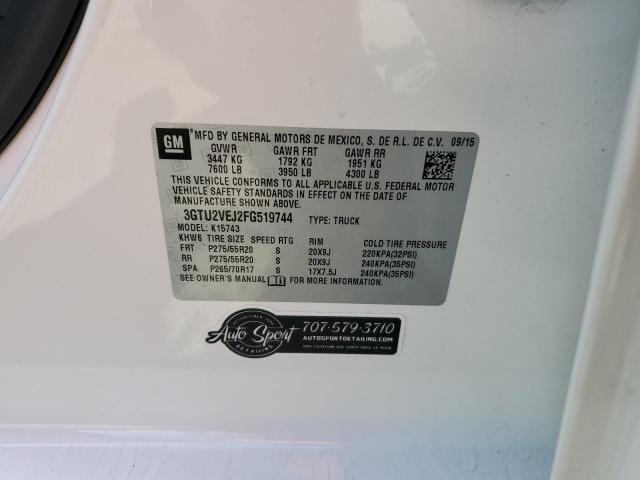 GM
MFD BY GENERAL MOTORS DE MEXICO, S. DE R.L. DE C.V. 09/15
GVWR GAWR FRT GAWR RR
3447 KG 1792 KG 1951 KG
7600 LB 3950 LB 4300 LB
THIS VEHICLE CONFORMS TO ALL APPLICABLE U.S. FEDERAL MOTOR
VEHICLE SAFETY STANDARDS IN EFFECT ON THE DATE OF
MANUFACTURE SHOWN ABOVE.
3GTU2VEJ2FG519744 TYPE: TRUCK
MODEL: K15743
KHW6 TIRE SIZE SPEED RTG RIM COLD TIRE PRESSURE
FRT P275/55R20 S 20X9J 220KPA(32PSI)
RR P275/55R20 S 20X9J 240KPA(35PSI)
SPA P265/70R17 S 17X7.5J 240KPA(35PSI)
SEE OWNER'S MANUAL FOR MORE INFORMATION
Auto Sport
DETAILING
707-579-3710
AUTOSPORTDETAILING.COM